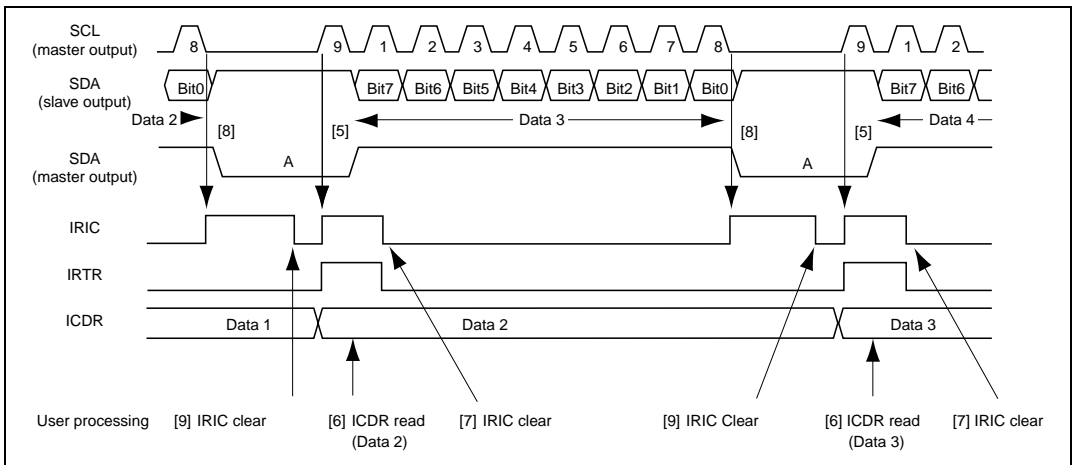 SCL
(master output)
8 9 1 2 3 4 5 6 7 8 9 1 2
SDA
(slave output)
Bit0 Bit7 Bit6 Bit5 Bit4 Bit3 Bit2 Bit1 Bit0 Bit7 Bit6
Data 2 [8] [5] Data 3 [8] [5] Data 4
SDA
(master output)
A A
IRIC
IRTR
ICDR
Data 1 Data 2 Data 3
User processing [9] IRIC clear [6] ICDR read [7] IRIC clear [9] IRIC Clear [6] ICDR read [7] IRIC clear
(Data 2) (Data 3)